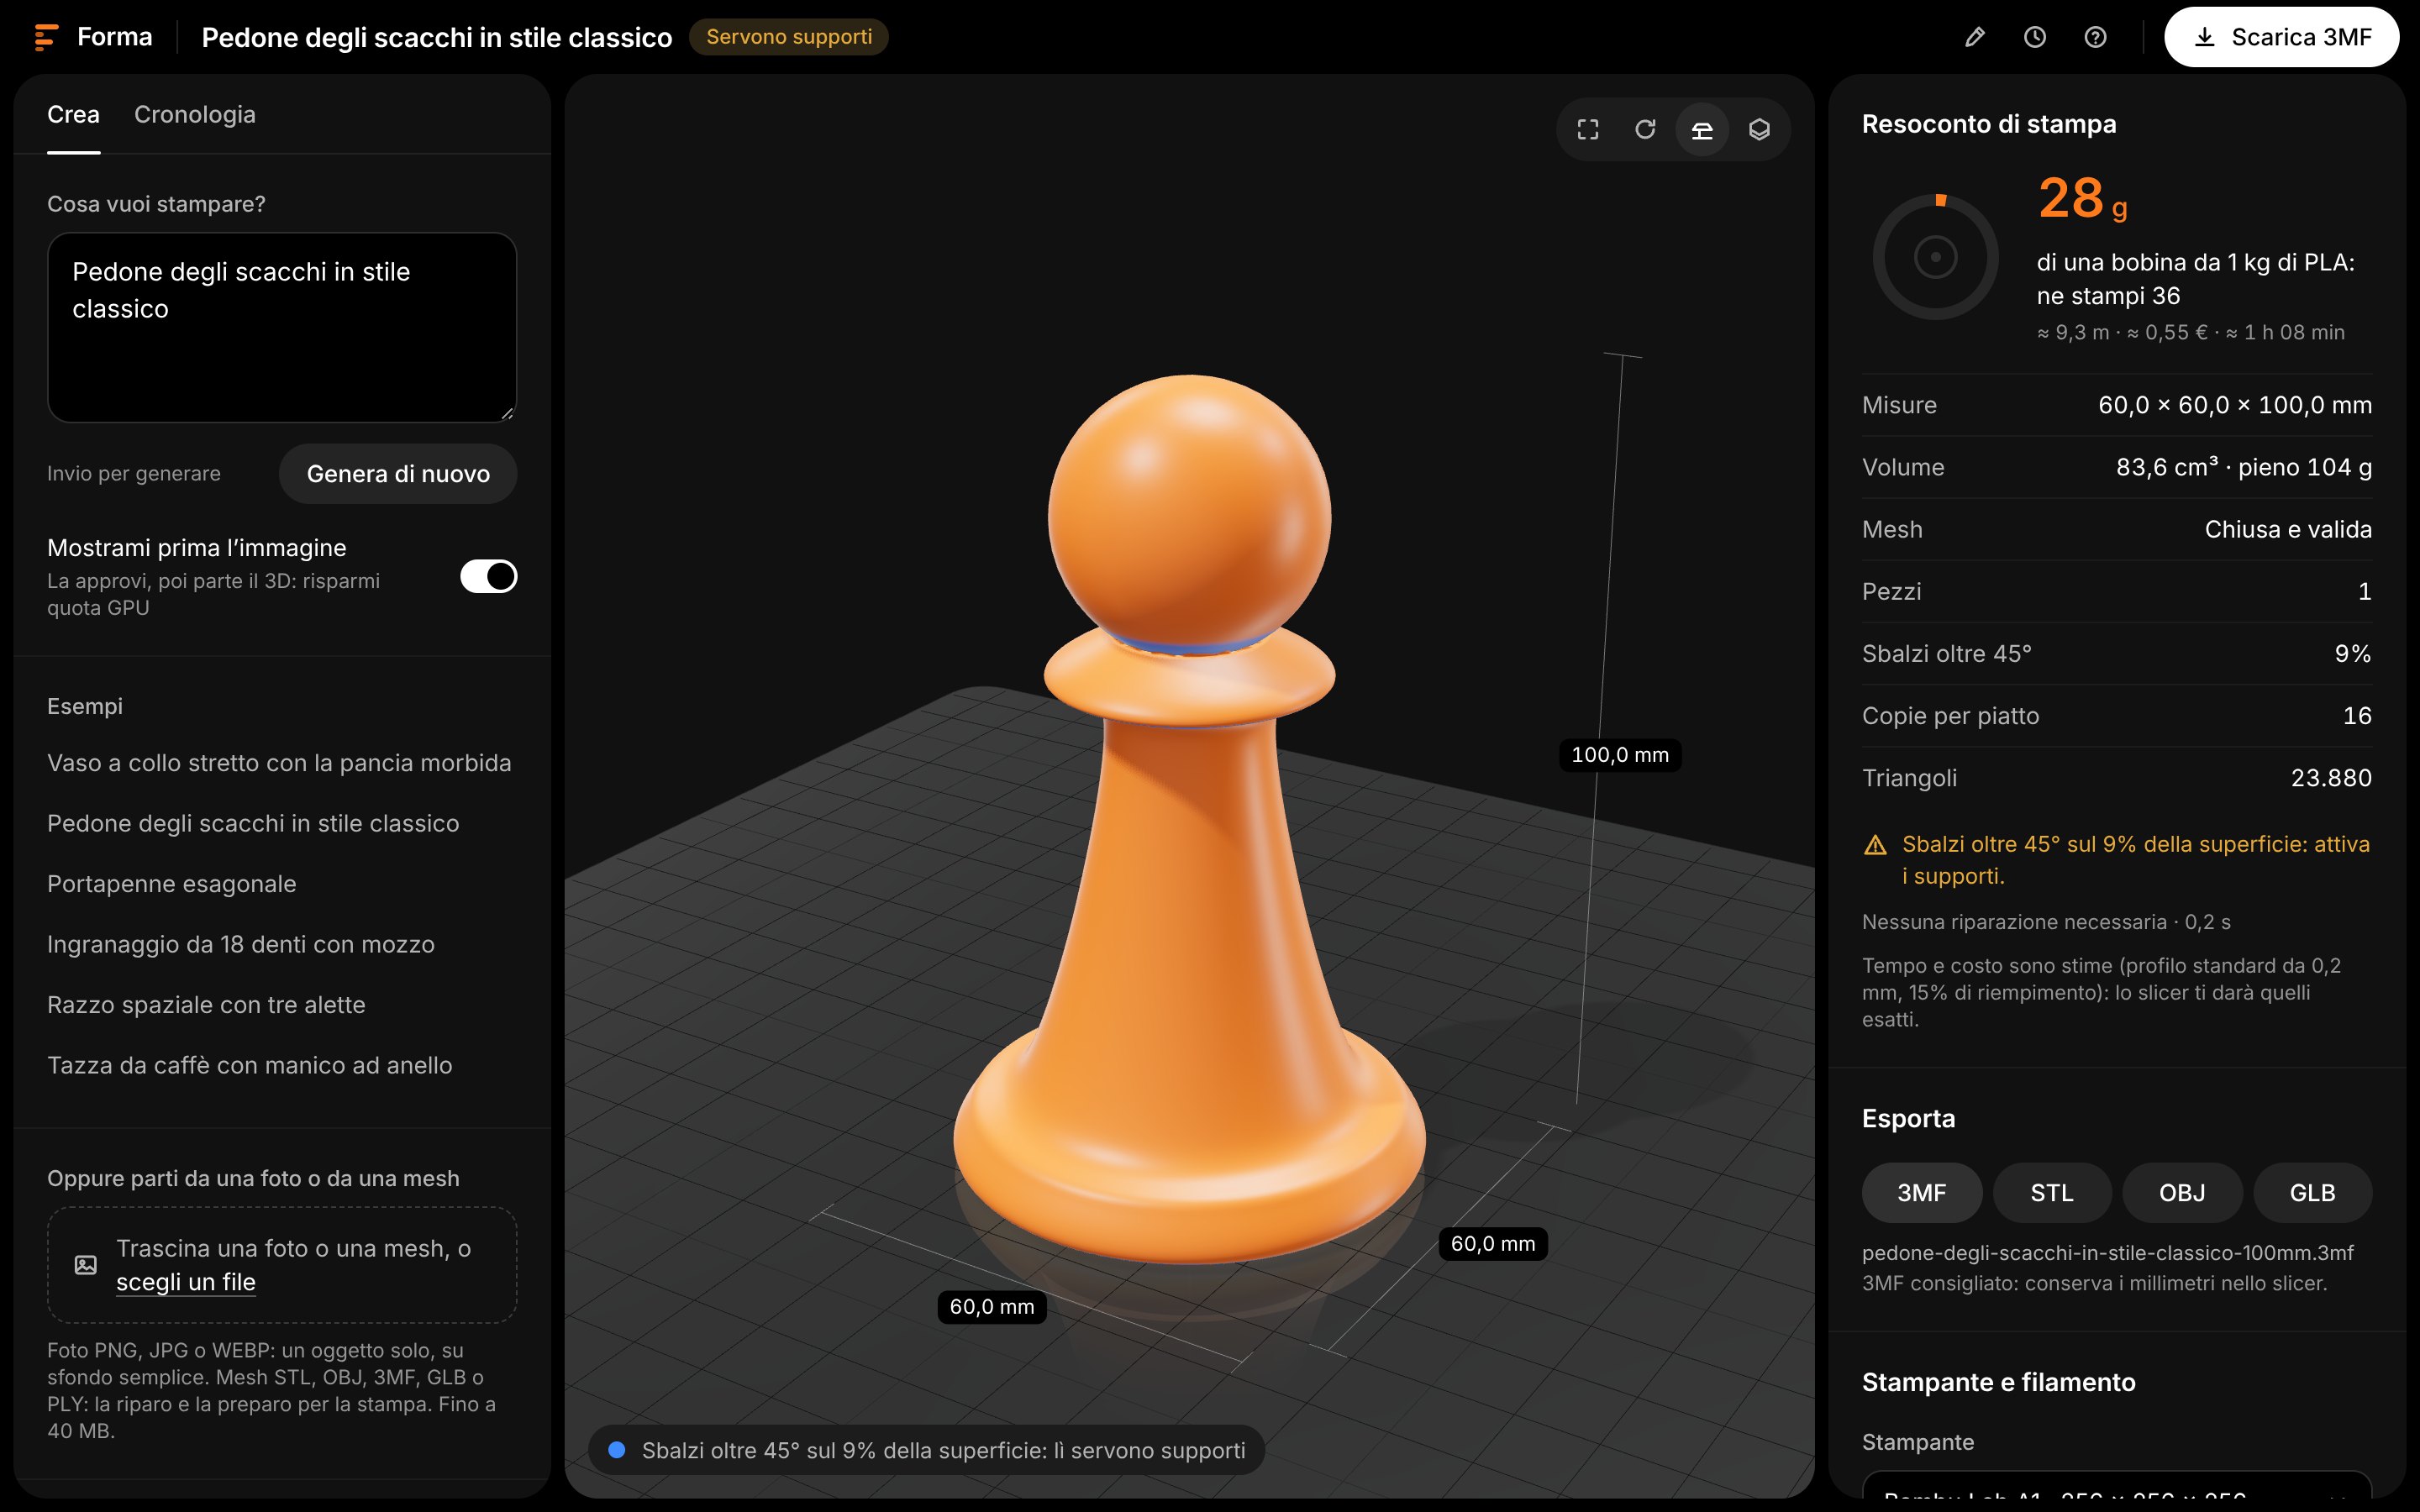 Forma
Pedone degli scacchi in stile classico
Servono supporti
Scarica 3MF
Crea
Cronologia
Cosa vuoi stampare?
Pedone degli scacchi in stile
classico
Invio per generare
Genera di nuovo
Mostrami prima l’immagine
La approvi, poi parte il 3D: risparmi
quota GPU
Esempi
Vaso a collo stretto con la pancia morbida
Pedone degli scacchi in stile classico
Portapenne esagonale
Ingranaggio da 18 denti con mozzo
Razzo spaziale con tre alette
Tazza da caffè con manico ad anello
Oppure parti da una foto o da una mesh
Trascina una foto o una mesh, o
scegli un file
Foto PNG, JPG o WEBP: un oggetto solo, su
sfondo semplice. Mesh STL, OBJ, 3MF, GLB o
PLY: la riparo e la preparo per la stampa. Fino a
40 MB.
100,0 mm
60,0 mm
60,0 mm
Sbalzi oltre 45° sul 9% della superficie: lì servono supporti
Resoconto di stampa
28 g
di una bobina da 1 kg di PLA:
ne stampi 36
≈ 9,3 m · ≈ 0,55 € · ≈ 1 h 08 min
Misure 60,0 × 60,0 × 100,0 mm
Volume 83,6 cm³ · pieno 104 g
Mesh Chiusa e valida
Pezzi 1
Sbalzi oltre 45° 9%
Copie per piatto 16
Triangoli 23.880
Sbalzi oltre 45° sul 9% della superficie: attiva
i supporti.
Nessuna riparazione necessaria · 0,2 s
Tempo e costo sono stime (profilo standard da 0,2
mm, 15% di riempimento): lo slicer ti darà quelli
esatti.
Esporta
3MF STL OBJ GLB
pedone-degli-scacchi-in-stile-classico-100mm.3mf
3MF consigliato: conserva i millimetri nello slicer.
Stampante e filamento
Stampante